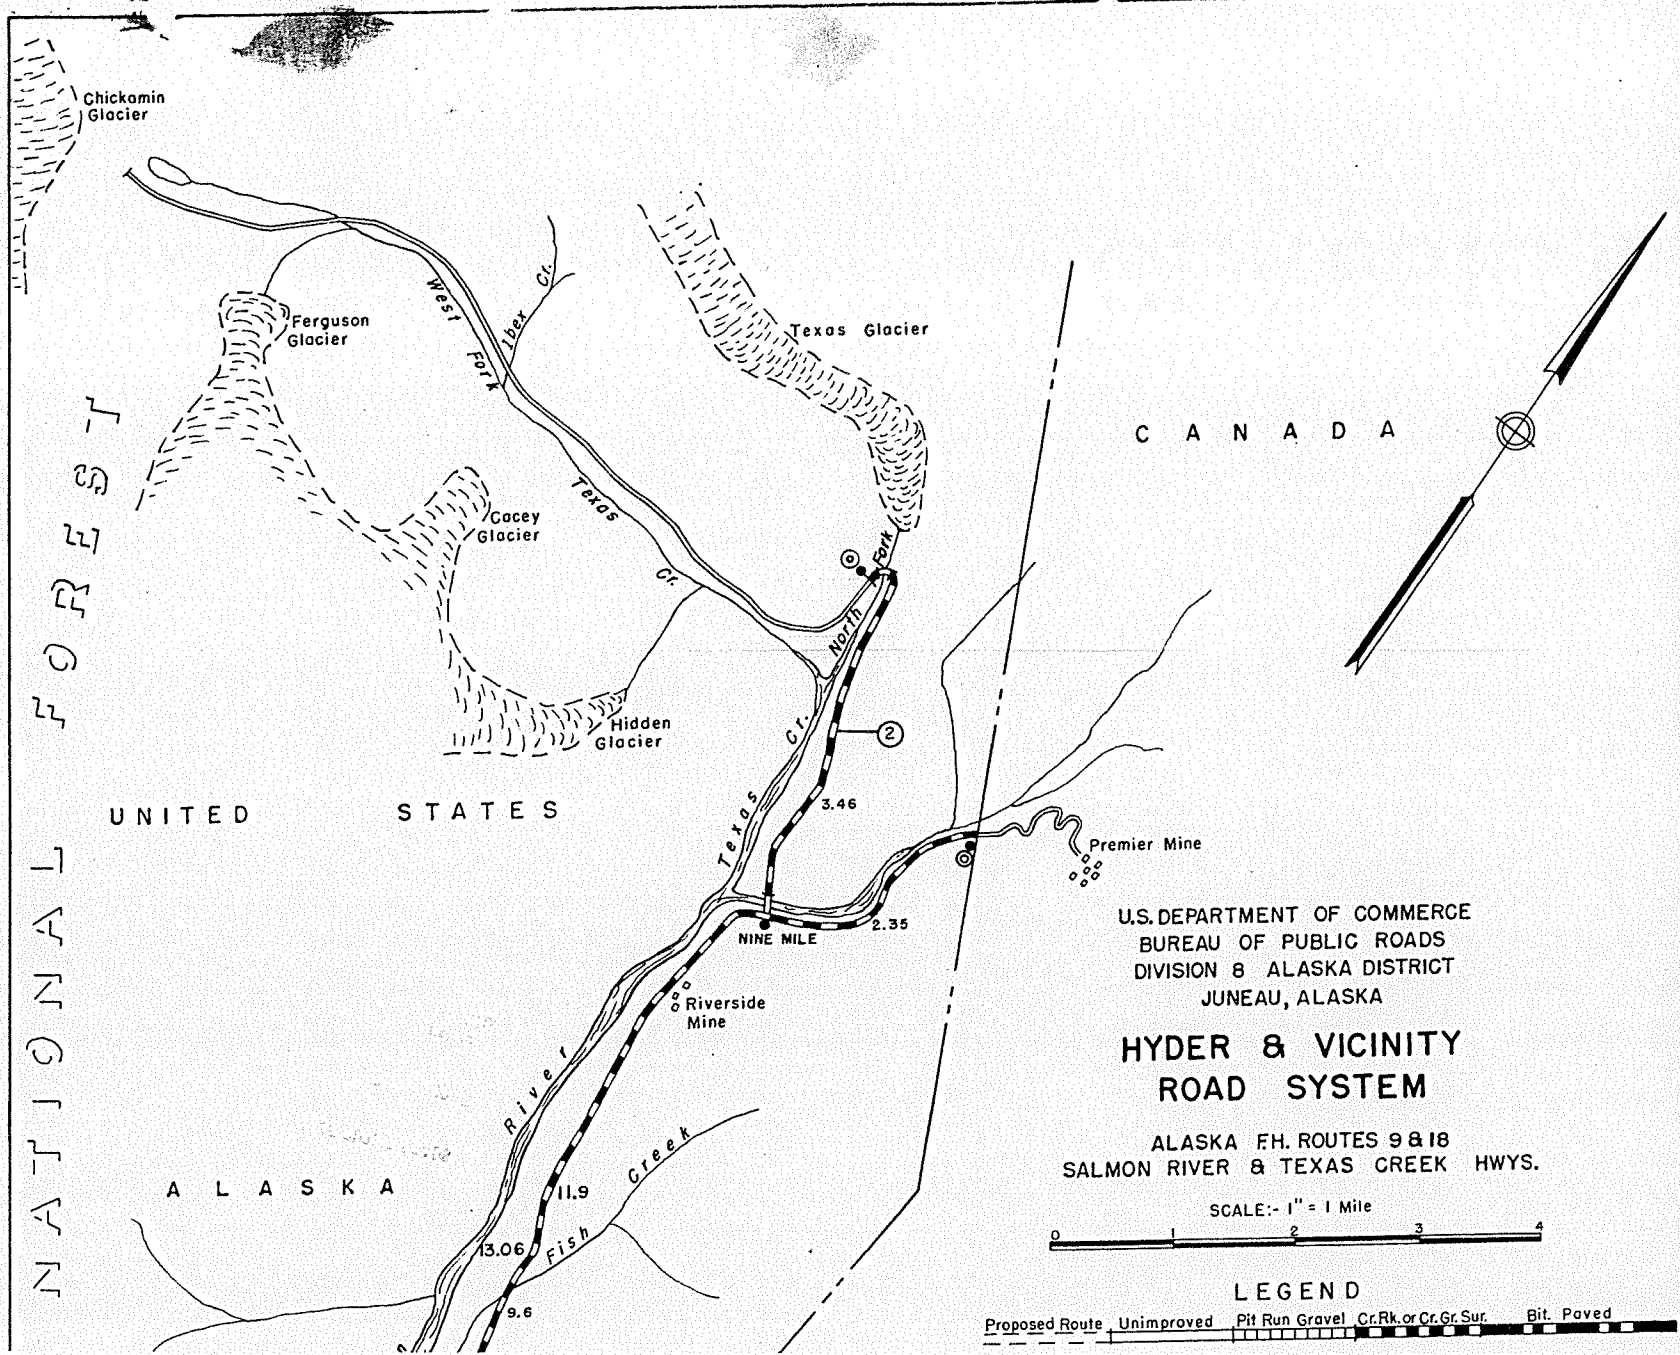 Chickamin
Glacier
Ferguson
Glacier
West
Fork
Texas
Cr.
Ibex Cr.
Texas Glacier
Cacey
Glacier
Hidden
Glacier
CANADA
North Fork
2
3.46
Texas Cr.
Premier Mine
NINE MILE
2.35
Riverside
Mine
River
UNITED STATES
ALASKA
NATIONAL FOREST
Fish Creek
11.9
13.06
9.6
U.S. DEPARTMENT OF COMMERCE
BUREAU OF PUBLIC ROADS
DIVISION 8 ALASKA DISTRICT
JUNEAU, ALASKA
HYDER & VICINITY
ROAD SYSTEM
ALASKA F.H. ROUTES 9 & 18
SALMON RIVER & TEXAS CREEK HWYS.
SCALE:- 1" = 1 Mile
0 1 2 3 4
LEGEND
Proposed Route Unimproved Pit Run Gravel Cr.Rk.or Cr.Gr.Sur. Bit. Paved